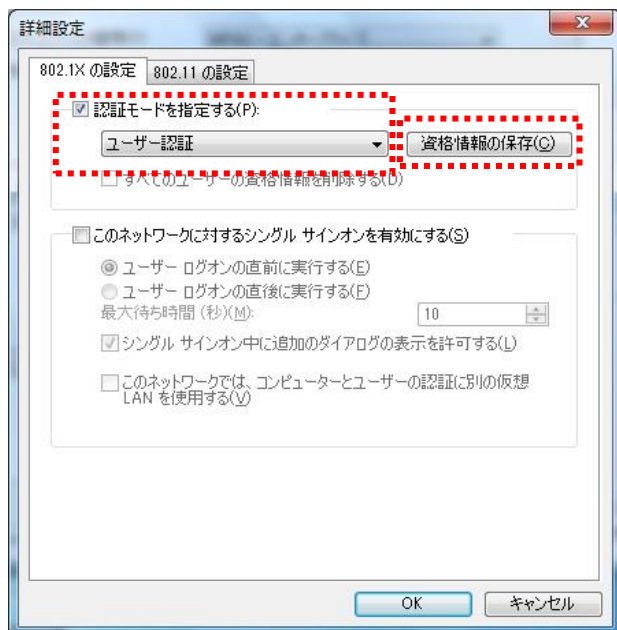 詳細設定
802.1X の設定 802.11 の設定
認証モードを指定する(P):
ユーザー認証 資格情報の保存(C)
すべてのユーザーの資格情報を削除する(D)
このネットワークに対するシングル サインオンを有効にする(S)
ユーザー ログオンの直前に実行する(E)
ユーザー ログオンの直後に実行する(F)
最大待ち時間 (秒)(M): 10
シングル サインオン中に追加のダイアログの表示を許可する(L)
このネットワークでは、コンピューターとユーザーの認証に別の仮想
LAN を使用する(V)
OK キャンセル